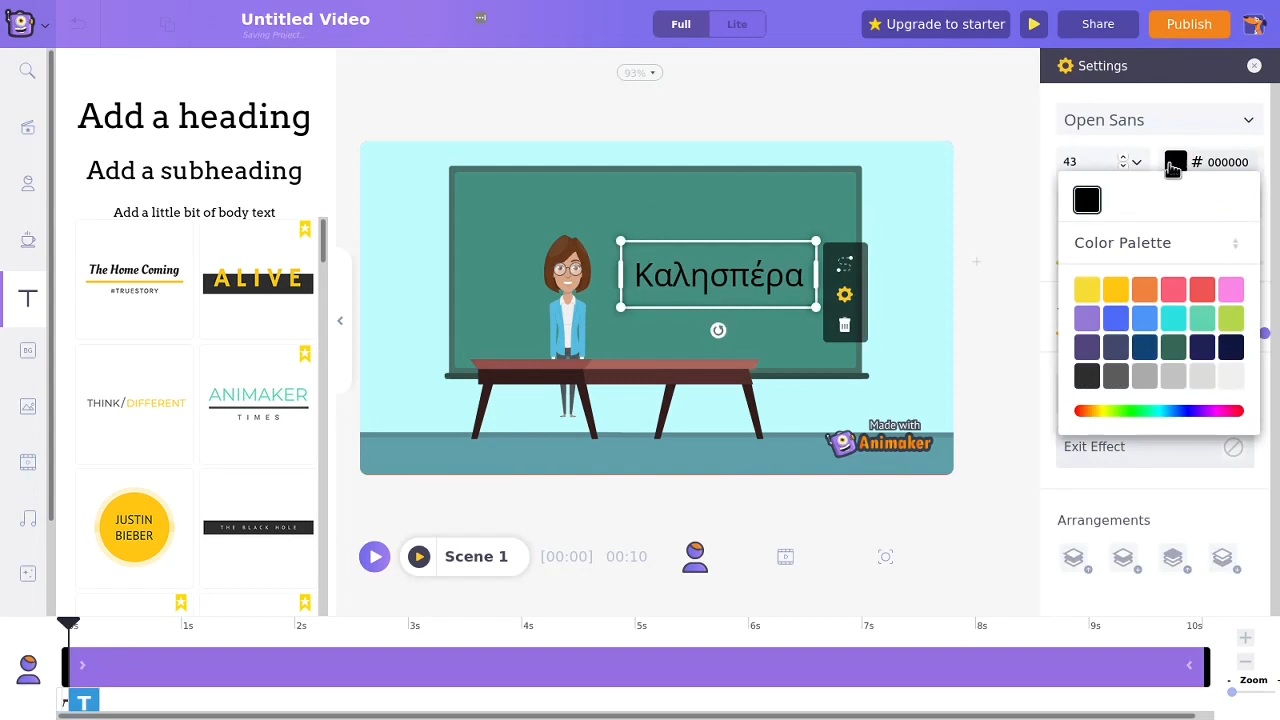 Untitled Video
Saving Project...
Full
Lite
Upgrade to starter
Share
Publish
Add a heading
Add a subheading
Add a little bit of body text
The Home Coming
#TRUESTORY
ALIVE
THINK/DIFFERENT
ANIMAKER
TIMES
JUSTIN
BIEBER
THE BLACK HOLE
T
BG
93%
Καλησπέρα
Made with
Animaker
Scene 1
[00:00]
00:10
Settings
Open Sans
43
# 000000
Color Palette
Exit Effect
Arrangements
1s
2s
3s
4s
5s
6s
7s
8s
9s
10s
T
- Zoom -